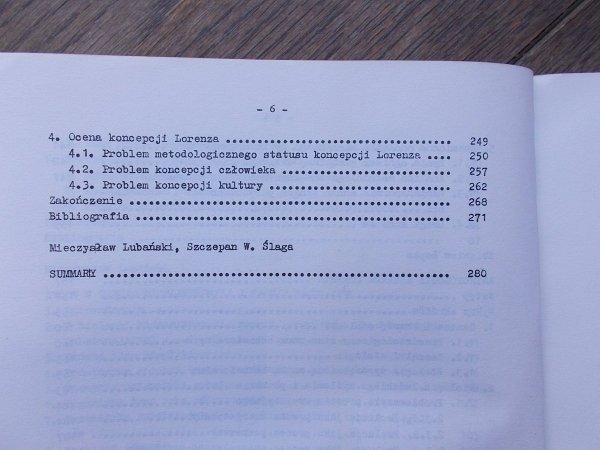 - 6 -
4. Ocena koncepcji Lorenza ........................................ 249
4.1. Problem metodologicznego statusu koncepcji Lorenza .... 250
4.2. Problem koncepcji człowieka ........................... 257
4.3. Problem koncepcji kultury ............................. 262
Zakończenie ....................................................... 268
Bibliografia ...................................................... 271
Mieczysław Lubański, Szczepan W. Ślaga
SUMMARY ........................................................... 280